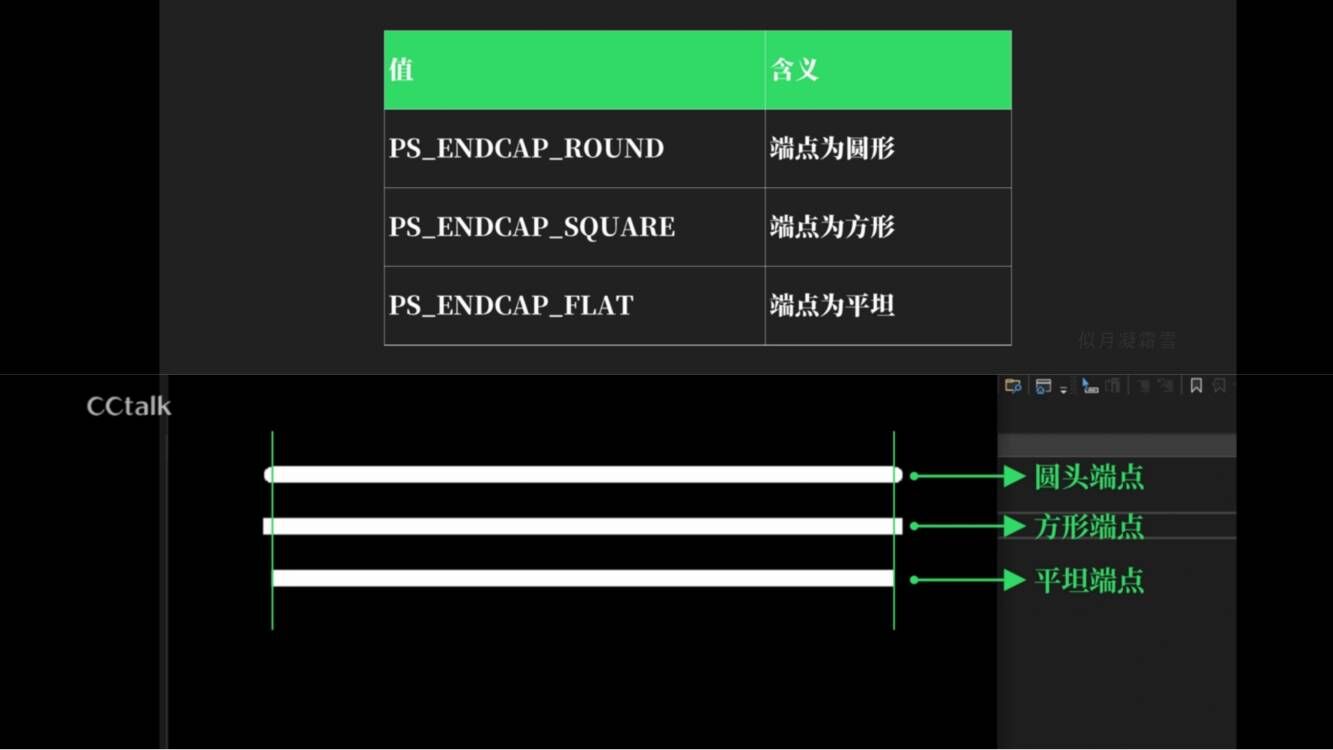 值 含义
PS_ENDCAP_ROUND 端点为圆形
PS_ENDCAP_SQUARE 端点为方形
PS_ENDCAP_FLAT 端点为平坦
似月凝霜雪
CCtalk
圆头端点
方形端点
平坦端点